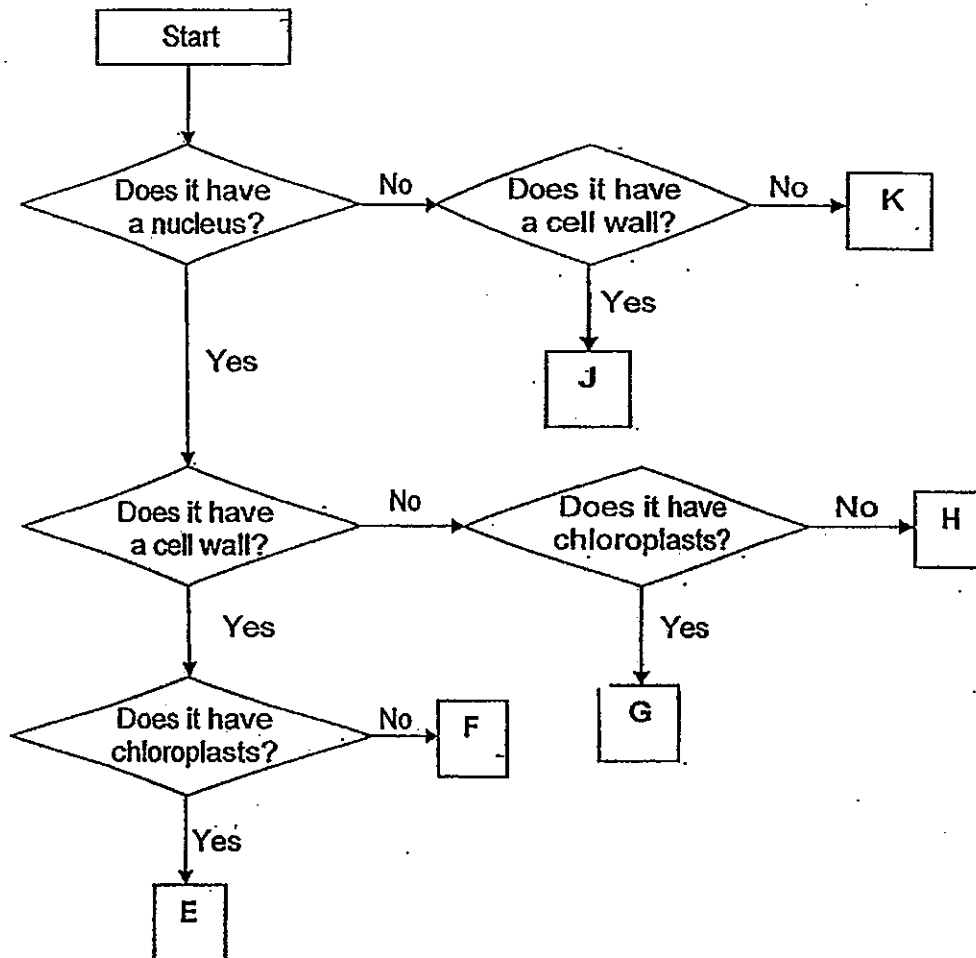 Start
Does it have
a nucleus?
No
Does it have
a cell wall?
No
K
Yes
J
Yes
Does it have
a cell wall?
No
Does it have
chloroplasts?
No
H
Yes
G
Yes
Does it have
chloroplasts?
No
F
Yes
E